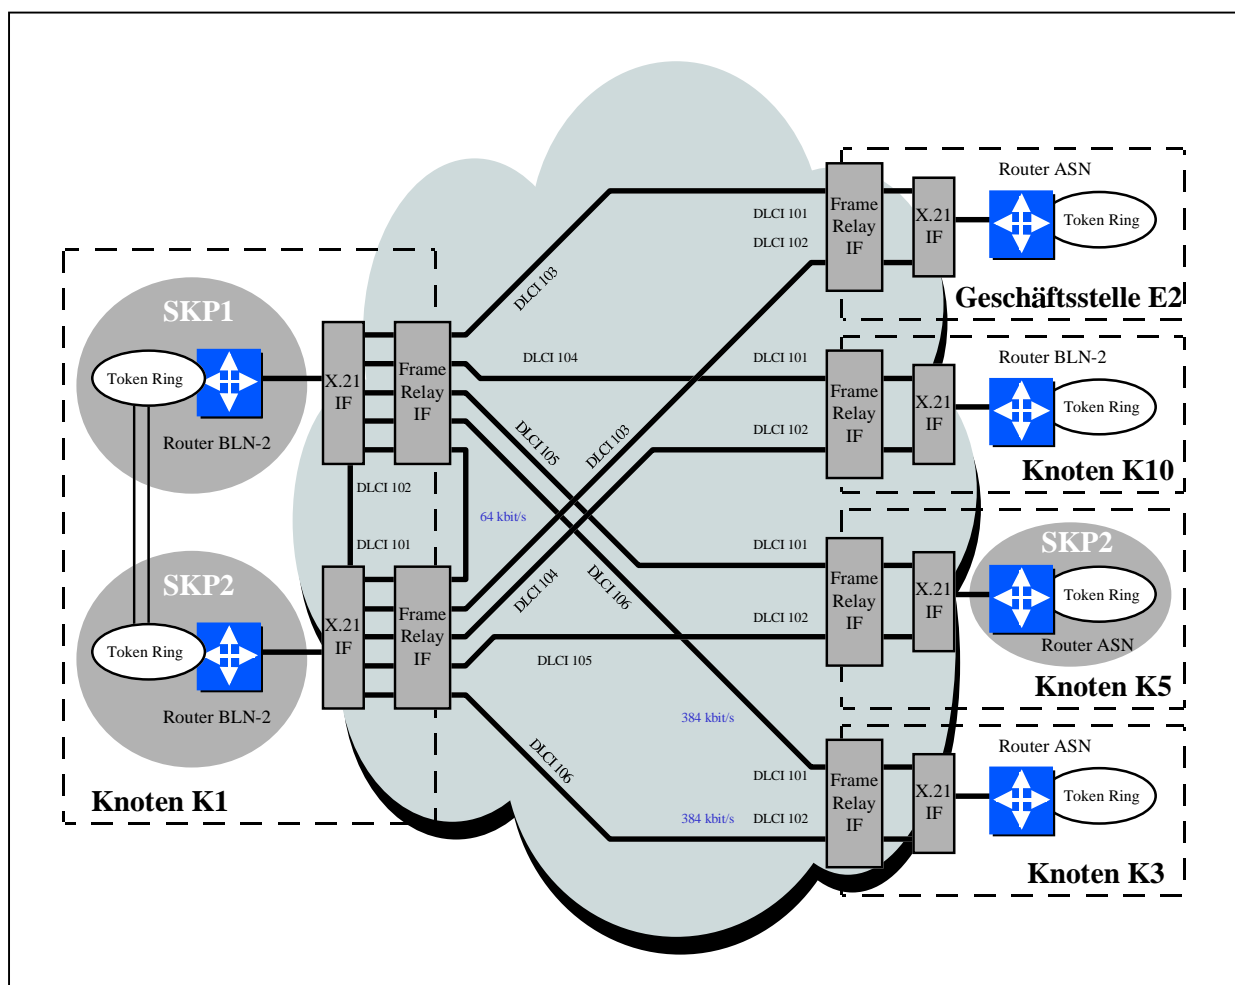 Router ASN
Frame
Relay
IF
X.21
IF
Token Ring
DLCI 101
DLCI 102
Geschäftsstelle E2
DLCI 103
SKP1
Token Ring
Router BLN-2
X.21
IF
Frame
Relay
IF
DLCI 104
DLCI 105
DLCI 103
DLCI 102
64 kbit/s
DLCI 101
Router BLN-2
DLCI 101
Frame
Relay
IF
X.21
IF
Token Ring
DLCI 102
Knoten K10
SKP2
Token Ring
Router BLN-2
X.21
IF
Frame
Relay
IF
DLCI 104
DLCI 106
DLCI 105
DLCI 106
Knoten K1
DLCI 101
Frame
Relay
IF
X.21
IF
SKP2
Token Ring
Router ASN
DLCI 102
Knoten K5
384 kbit/s
Router ASN
DLCI 101
Frame
Relay
IF
X.21
IF
Token Ring
384 kbit/s
DLCI 102
Knoten K3